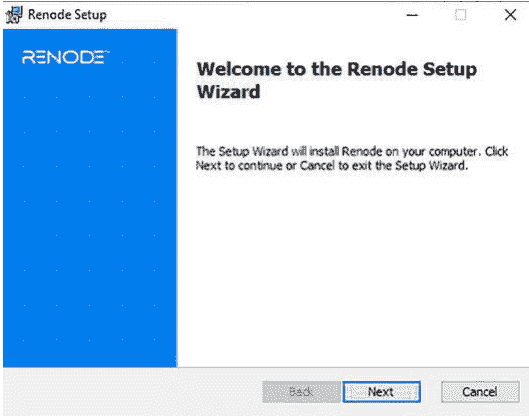 Renode Setup
RENODE™
Welcome to the Renode Setup
Wizard
The Setup Wizard will install Renode on your computer. Click
Next to continue or Cancel to exit the Setup Wizard.
Back
Next
Cancel